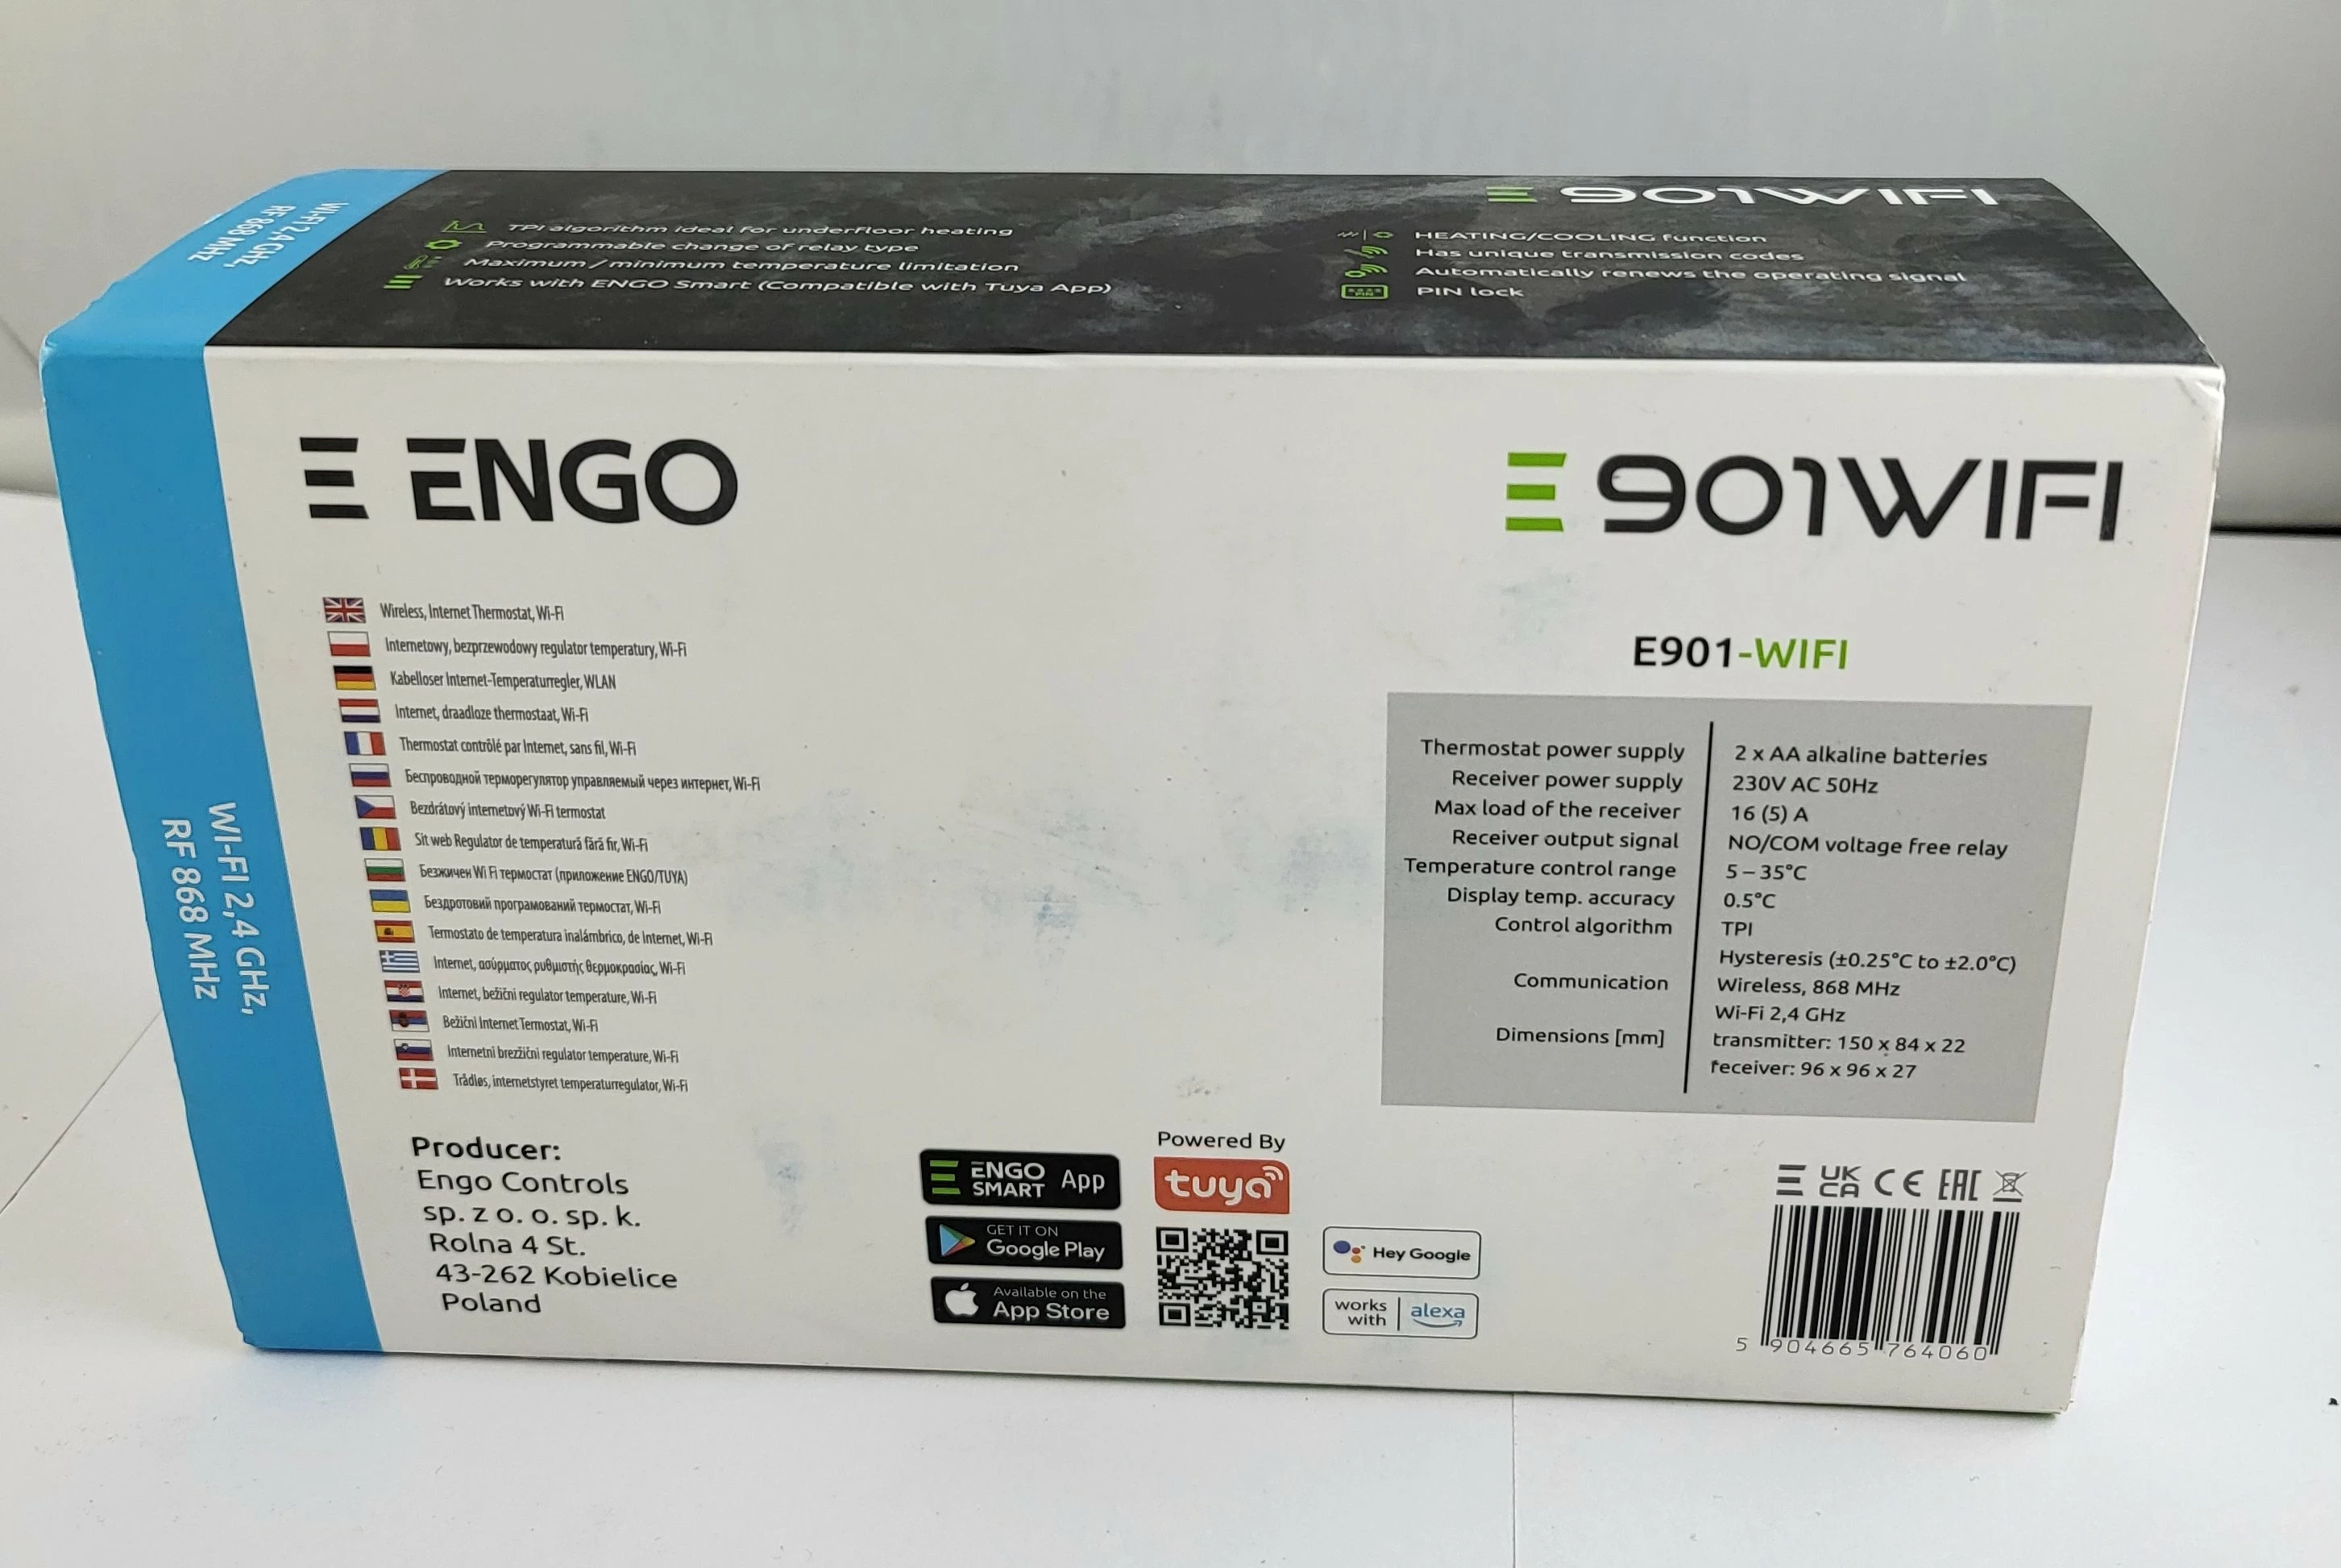 WI-FI 2,4 GHz,
RF 868 MHz
E 901WIFI
TPI algorithm ideal for underfloor heating
Programmable change of relay type
Maximum / minimum temperature limitation
Works with ENGO Smart (Compatible with Tuya App)
HEATING/COOLING function
Has unique transmission codes
Automatically renews the operating signal
PIN lock
E ENGO
E 901WIFI
Wireless, Internet Thermostat, Wi-Fi
Internetowy, bezprzewodowy regulator temperatury, Wi-Fi
Kabelloser Internet-Temperaturregler, WLAN
Internet, draadloze thermostaat, Wi-Fi
Thermostat contrôlé par Internet, sans fil, Wi-Fi
Беспроводной терморегулятор управляемый через интернет, Wi-Fi
Bezdrátový internetový Wi-Fi termostat
Sit web Regulator de temperatură fără fir, Wi-Fi
Безжичен Wi Fi термостат (приложение ENGO/TUYA)
Бездротовий програмований термостат, Wi-Fi
Termostato de temperatura inalámbrico, de Internet, Wi-Fi
Internet, ασύρματος ρυθμιστής θερμοκρασίας, Wi-Fi
Internet, bežični regulator temperature, Wi-Fi
Bežični Internet Termostat, Wi-Fi
Internetni brezžični regulator temperature, Wi-Fi
Trådløs, internetstyret temperaturregulator, Wi-Fi
E901-WIFI
Thermostat power supply 2 x AA alkaline batteries
Receiver power supply 230V AC 50Hz
Max load of the receiver 16 (5) A
Receiver output signal NO/COM voltage free relay
Temperature control range 5 – 35°C
Display temp. accuracy 0.5°C
Control algorithm TPI
Hysteresis (±0.25°C to ±2.0°C)
Communication Wireless, 868 MHz
Wi-Fi 2,4 GHz
Dimensions [mm] transmitter: 150 x 84 x 22
receiver: 96 x 96 x 27
WI-FI 2,4 GHz,
RF 868 MHz
Producer:
Engo Controls
sp. z o. o. sp. k.
Rolna 4 St.
43-262 Kobielice
Poland
ENGO
SMART App
GET IT ON
Google Play
Available on the
App Store
Powered By
tuya
Hey Google
works
with
alexa
UK
CA CE EAC
5 904665 764060